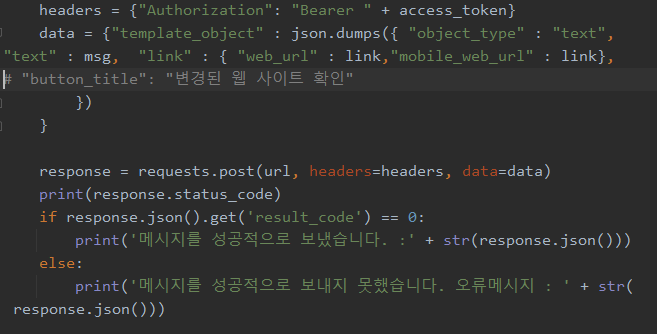 headers = {"Authorization": "Bearer " + access_token}
data = {"template_object" : json.dumps({ "object_type" : "text",
"text" : msg,  "link" : { "web_url" : link,"mobile_web_url" : link},
# "button_title": "변경된 웹 사이트 확인"
})
}
response = requests.post(url, headers=headers, data=data)
print(response.status_code)
if response.json().get('result_code') == 0:
print('메시지를 성공적으로 보냈습니다. :' + str(response.json()))
else:
print('메시지를 성공적으로 보내지 못했습니다. 오류메시지 : ' + str(
response.json()))